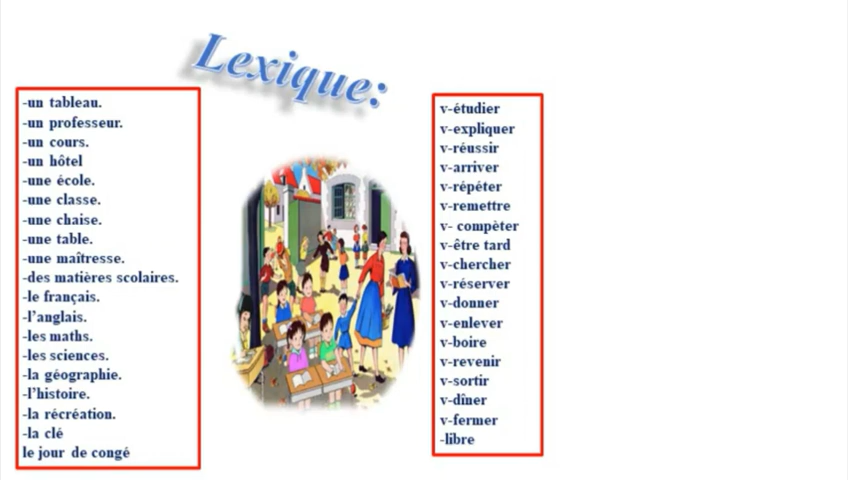 Lexique:
-un tableau.
-un professeur.
-un cours.
-un hôtel
-une école.
-une classe.
-une chaise.
-une table.
-une maîtresse.
-des matières scolaires.
-le français.
-l'anglais.
-les maths.
-les sciences.
-la géographie.
-l'histoire.
-la récréation.
-la clé
le jour de congé
v-étudier
v-expliquer
v-réussir
v-arriver
v-répéter
v-remettre
v- compèter
v-être tard
v-chercher
v-réserver
v-donner
v-enlever
v-boire
v-revenir
v-sortir
v-dîner
v-fermer
-libre